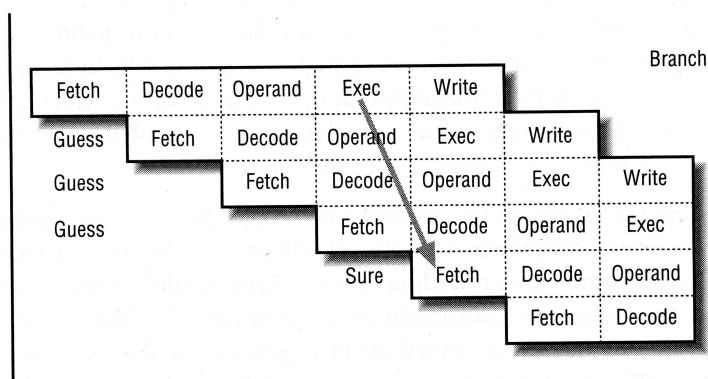 Branch
Fetch Decode Operand Exec Write
Guess Fetch Decode Operand Exec Write
Guess Fetch Decode Operand Exec Write
Guess Fetch Decode Operand Exec
Sure Fetch Decode Operand
Fetch Decode